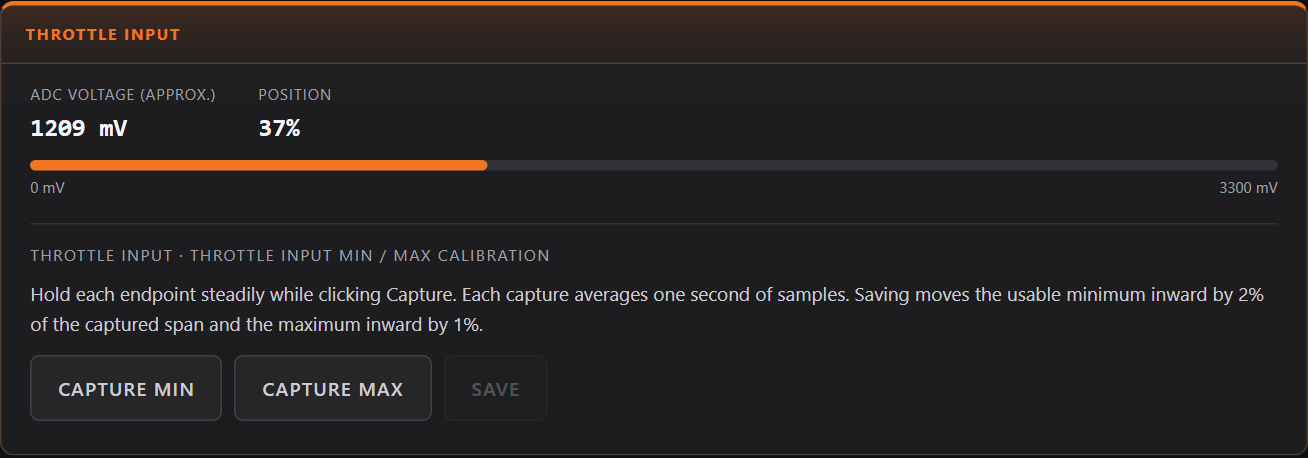 THROTTLE INPUT
ADC VOLTAGE (APPROX.) POSITION
1209 mV 37%
0 mV 3300 mV
THROTTLE INPUT · THROTTLE INPUT MIN / MAX CALIBRATION
Hold each endpoint steadily while clicking Capture. Each capture averages one second of samples. Saving moves the usable minimum inward by 2%
of the captured span and the maximum inward by 1%.
CAPTURE MIN CAPTURE MAX SAVE